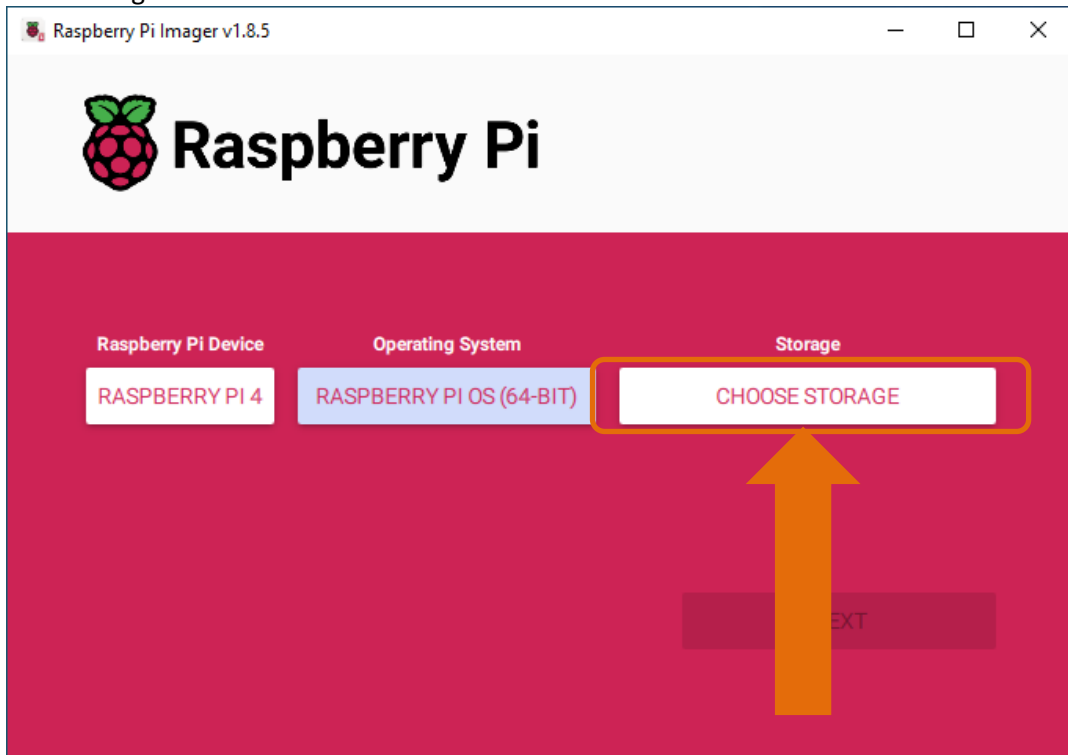 Raspberry Pi Imager v1.8.5
Raspberry Pi
Raspberry Pi Device Operating System Storage
RASPBERRY PI 4 RASPBERRY PI OS (64-BIT) CHOOSE STORAGE